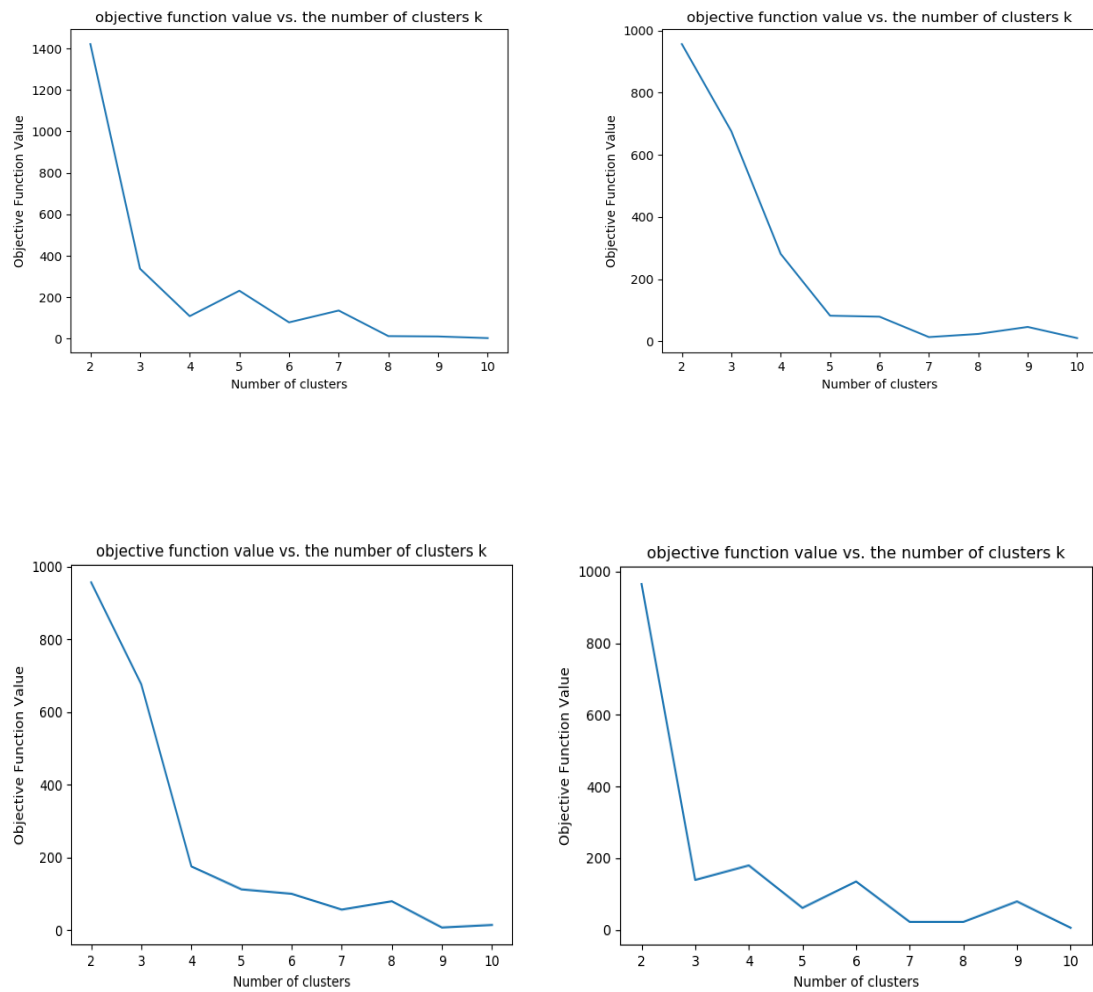 objective function value vs. the number of clusters k
Objective Function Value
1400
1200
1000
800
600
400
200
0
2 3 4 5 6 7 8 9 10
Number of clusters
objective function value vs. the number of clusters k
Objective Function Value
1000
800
600
400
200
0
2 3 4 5 6 7 8 9 10
Number of clusters
objective function value vs. the number of clusters k
Objective Function Value
1000
800
600
400
200
0
2 3 4 5 6 7 8 9 10
Number of clusters
objective function value vs. the number of clusters k
Objective Function Value
1000
800
600
400
200
0
2 3 4 5 6 7 8 9 10
Number of clusters